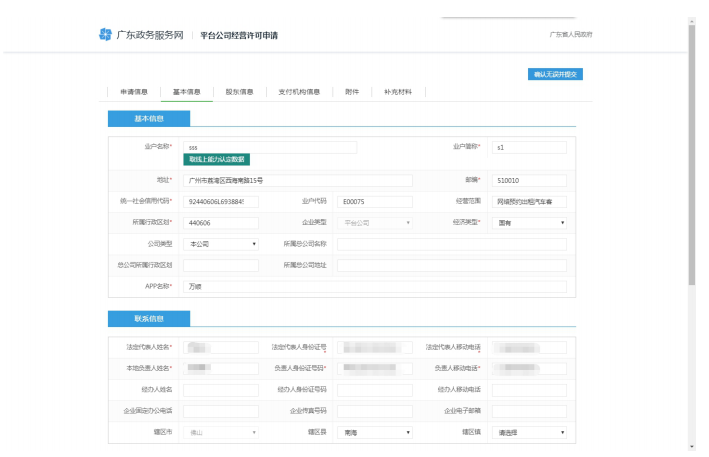 广东政务服务网 平台公司经营许可申请 广东省人民政府
确认无误并提交
申请信息 基本信息 股东信息 支付机构信息 附件 补充材料
基本信息
业户名称* sss 业户简称* s1
取线上能力认定数据
地址* 广州市荔湾区西湾南路15号 邮编* 510010
统一社会信用代码* 92440606L693884 业户代码 E00075 经营范围 网络预约出租汽车客
所属行政区划* 440606 企业类型 平台公司 经济类型* 国有
公司类型 本公司 所属总公司名称
总公司所属行政区划 所属总公司地址
APP名称* 万顺
联系信息
法定代表人姓名* 法定代表人身份证号* 法定代表人移动电话*
本地负责人姓名* 负责人身份证号码* 负责人移动电话*
经办人姓名 经办人身份证号码 经办人移动电话
企业固定办公电话 企业传真号码 企业电子邮箱
辖区市 佛山 辖区县 南海 辖区镇 请选择